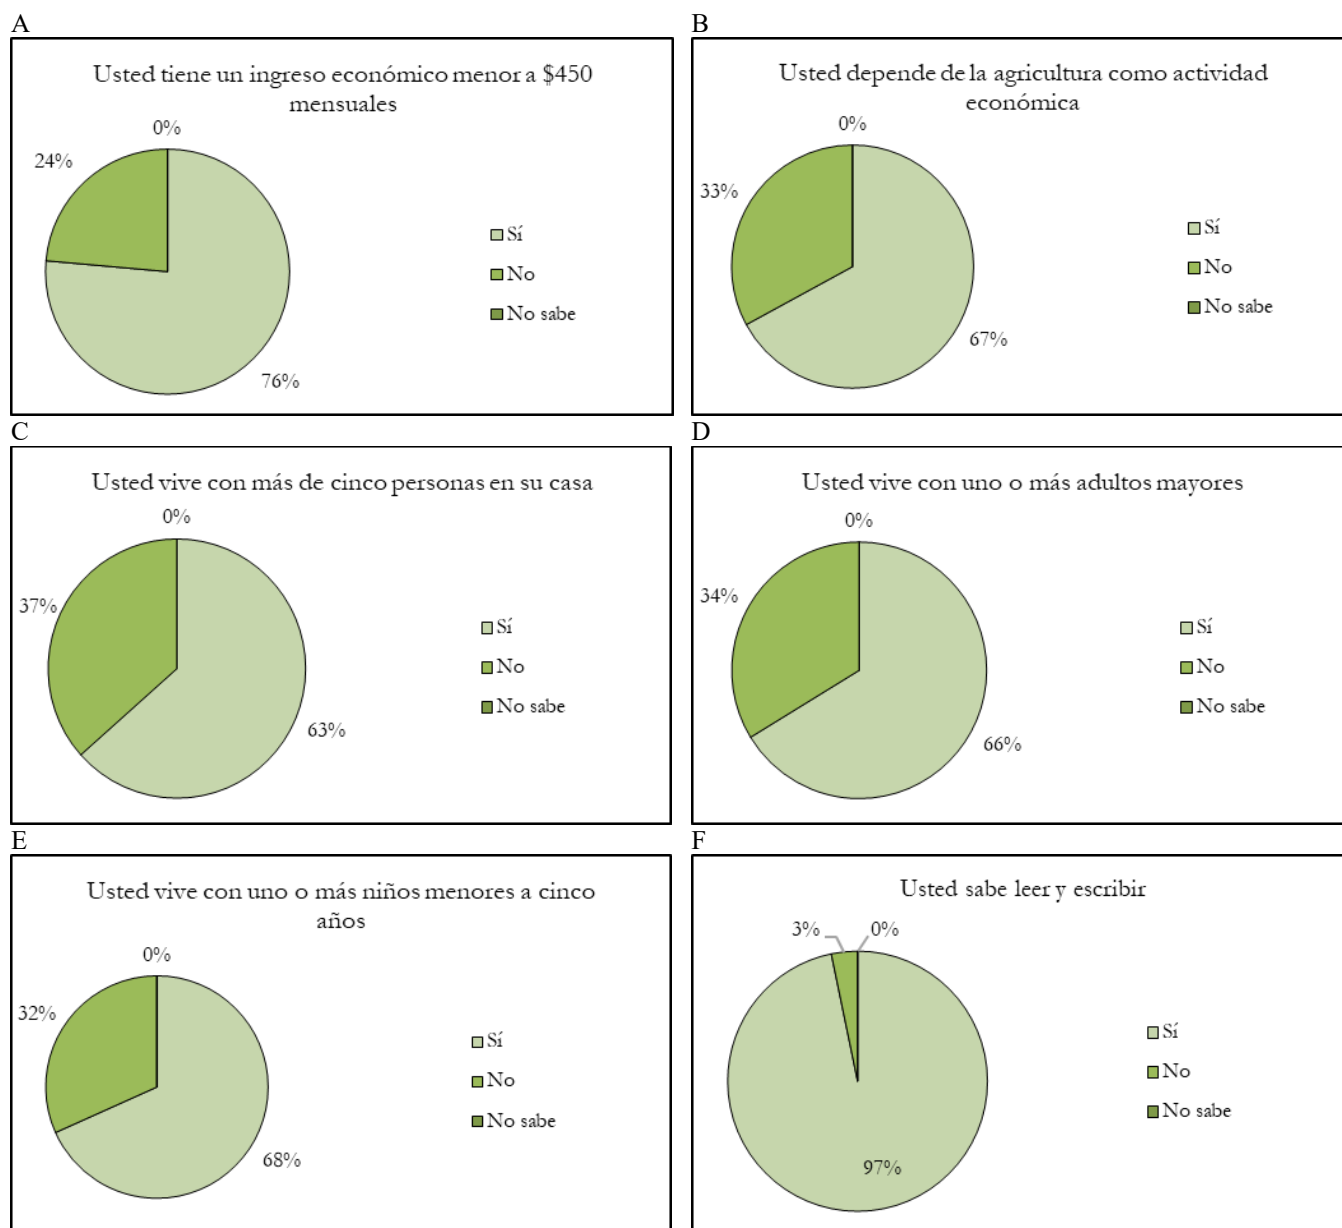 A
Usted tiene un ingreso económico menor a $450
mensuales
0%
24%
76%
Sí
No
No sabe
B
Usted depende de la agricultura como actividad
económica
0%
33%
67%
Sí
No
No sabe
C
Usted vive con más de cinco personas en su casa
0%
37%
63%
Sí
No
No sabe
D
Usted vive con uno o más adultos mayores
0%
34%
66%
Sí
No
No sabe
E
Usted vive con uno o más niños menores a cinco
años
0%
32%
68%
Sí
No
No sabe
F
Usted sabe leer y escribir
3%
0%
97%
Sí
No
No sabe